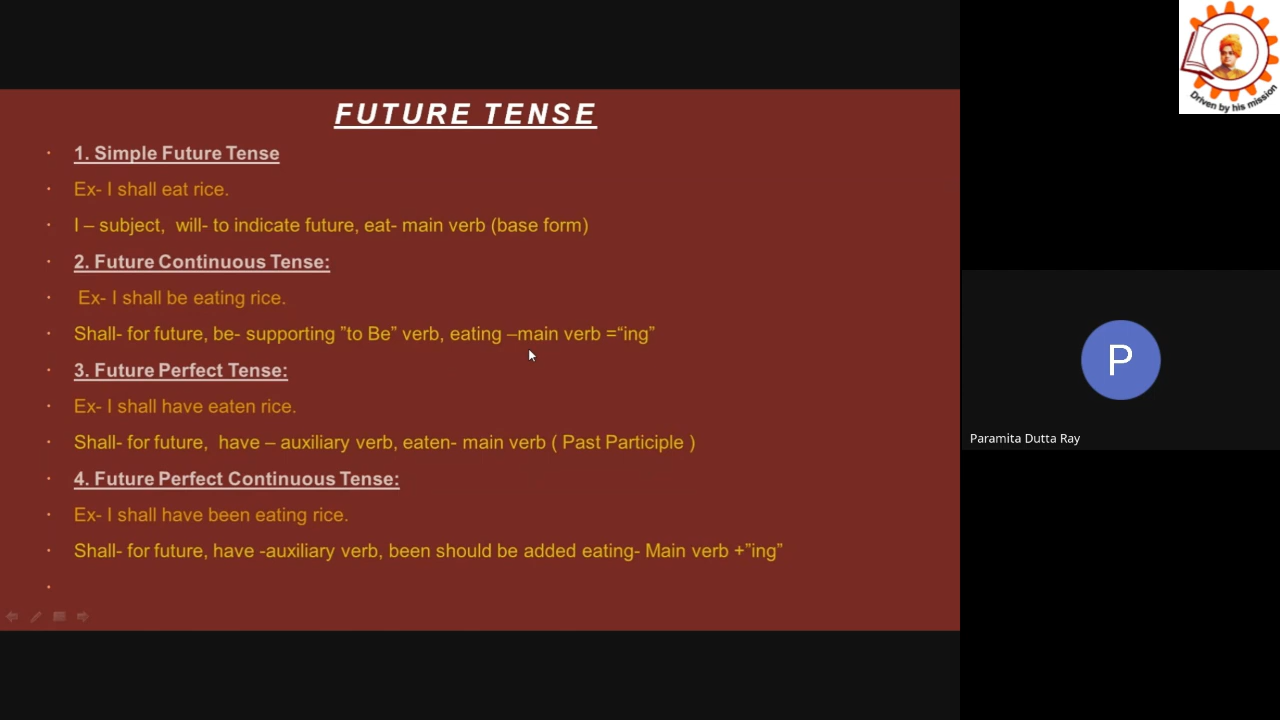 FUTURE TENSE
1. Simple Future Tense
Ex- I shall eat rice.
I – subject,  will- to indicate future, eat- main verb (base form)
2. Future Continuous Tense:
Ex- I shall be eating rice.
Shall- for future, be- supporting ”to Be” verb, eating –main verb =“ing”
3. Future Perfect Tense:
Ex- I shall have eaten rice.
Shall- for future,  have – auxiliary verb, eaten- main verb ( Past Participle )
4. Future Perfect Continuous Tense:
Ex- I shall have been eating rice.
Shall- for future, have -auxiliary verb, been should be added eating- Main verb +”ing”
Driven by his mission
P
Paramita Dutta Ray